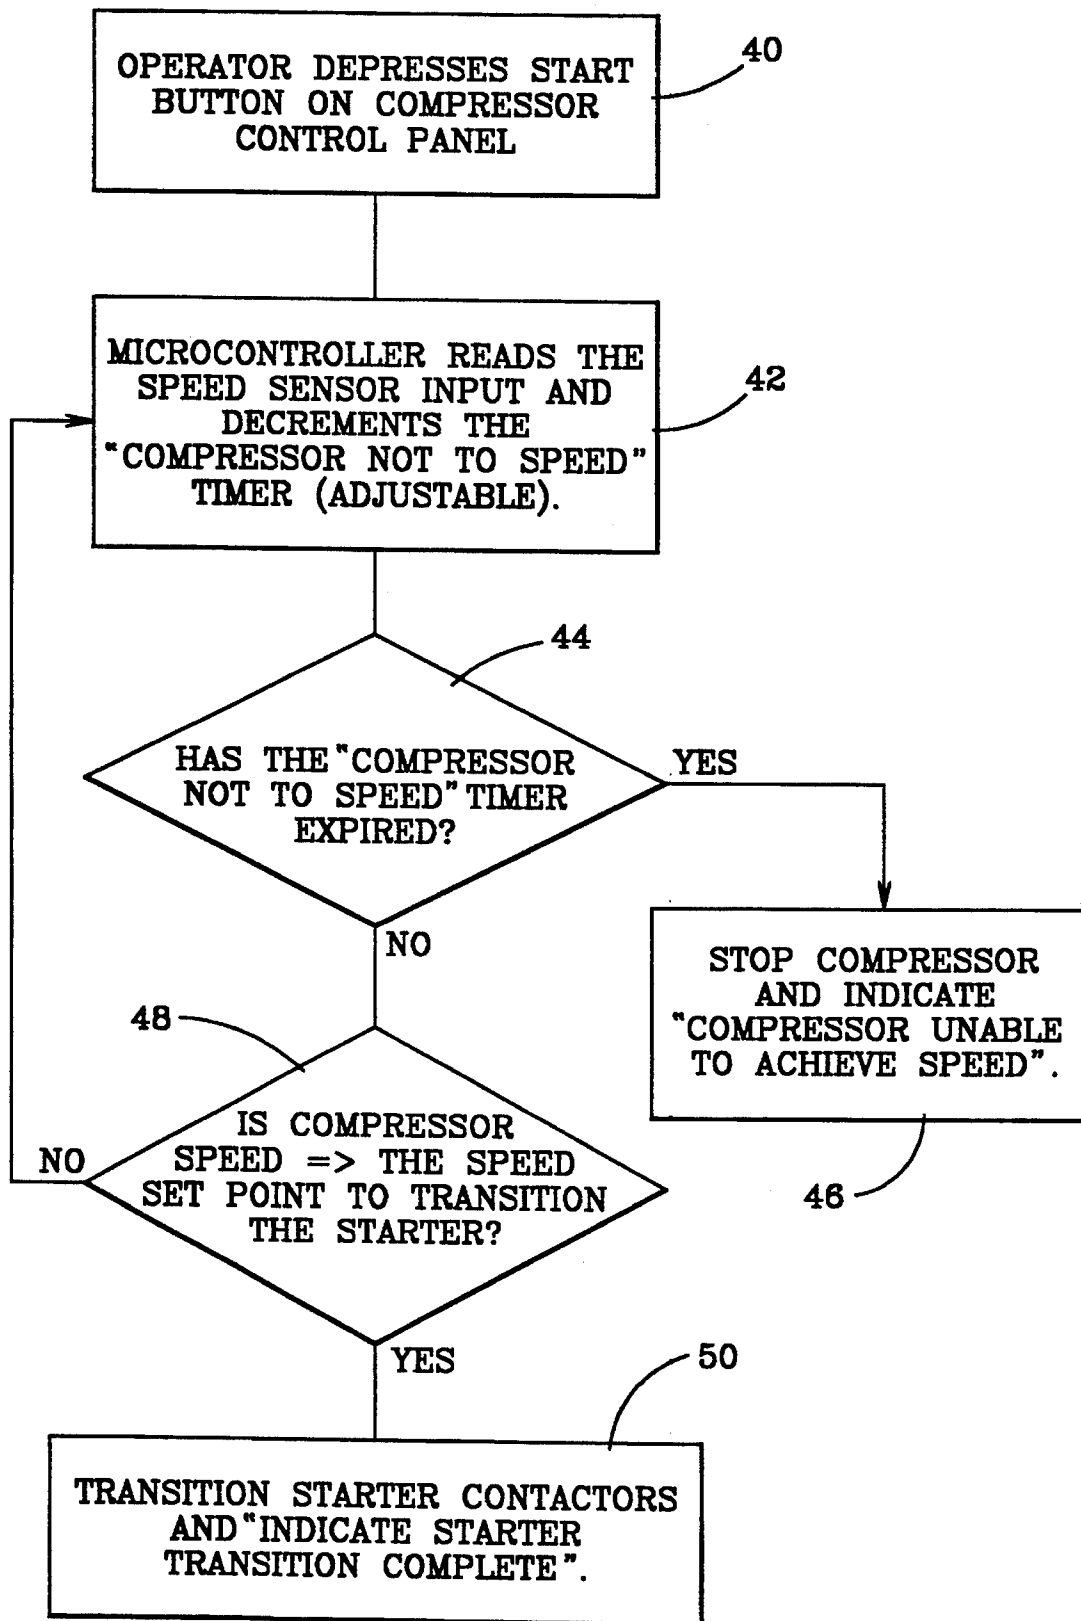 OPERATOR DEPRESSES START
BUTTON ON COMPRESSOR
CONTROL PANEL
40
MICROCONTROLLER READS THE
SPEED SENSOR INPUT AND
DECREMENTS THE
"COMPRESSOR NOT TO SPEED"
TIMER (ADJUSTABLE).
42
44
HAS THE "COMPRESSOR
NOT TO SPEED" TIMER
EXPIRED?
YES
NO
STOP COMPRESSOR
AND INDICATE
"COMPRESSOR UNABLE
TO ACHIEVE SPEED".
46
48
IS COMPRESSOR
SPEED => THE SPEED
SET POINT TO TRANSITION
THE STARTER?
NO
YES
50
TRANSITION STARTER CONTACTORS
AND "INDICATE STARTER
TRANSITION COMPLETE".